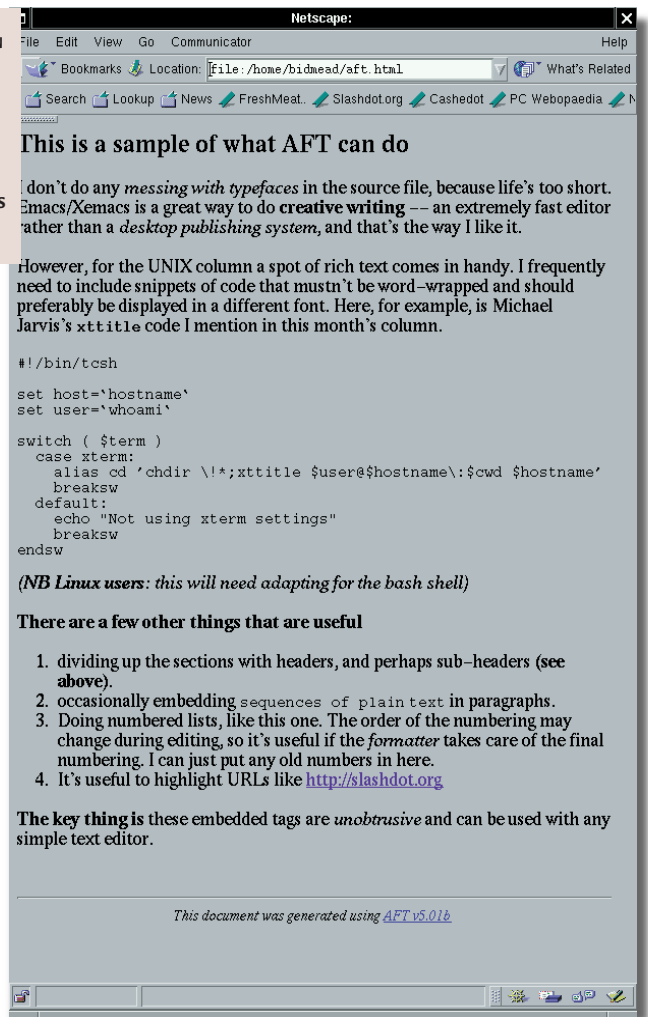 Netscape:
File Edit View Go Communicator Help
Bookmarks Location: file:/home/bidmead/aft.html What's Related
Search Lookup News FreshMeat.. Slashdot.org Cashedot PC Webopaedia
This is a sample of what AFT can do
I don't do any messing with typefaces in the source file, because life's too short.
Emacs/Xemacs is a great way to do creative writing –– an extremely fast editor
rather than a desktop publishing system, and that's the way I like it.
However, for the UNIX column a spot of rich text comes in handy. I frequently
need to include snippets of code that mustn't be word–wrapped and should
preferably be displayed in a different font. Here, for example, is Michael
Jarvis's xttitle code I mention in this month's column.
#!/bin/tcsh
set host=`hostname`
set user=`whoami`
switch ( $term )
case xterm:
alias cd 'chdir \!*;xttitle $user@$hostname\:$cwd $hostname'
breaksw
default:
echo "Not using xterm settings"
breaksw
endsw
(NB Linux users: this will need adapting for the bash shell)
There are a few other things that are useful
1. dividing up the sections with headers, and perhaps sub–headers (see
above).
2. occasionally embedding sequences of plain text in paragraphs.
3. Doing numbered lists, like this one. The order of the numbering may
change during editing, so it's useful if the formatter takes care of the final
numbering. I can just put any old numbers in here.
4. It's useful to highlight URLs like http://slashdot.org
The key thing is these embedded tags are unobtrusive and can be used with any
simple text editor.
This document was generated using AFT v5.01b